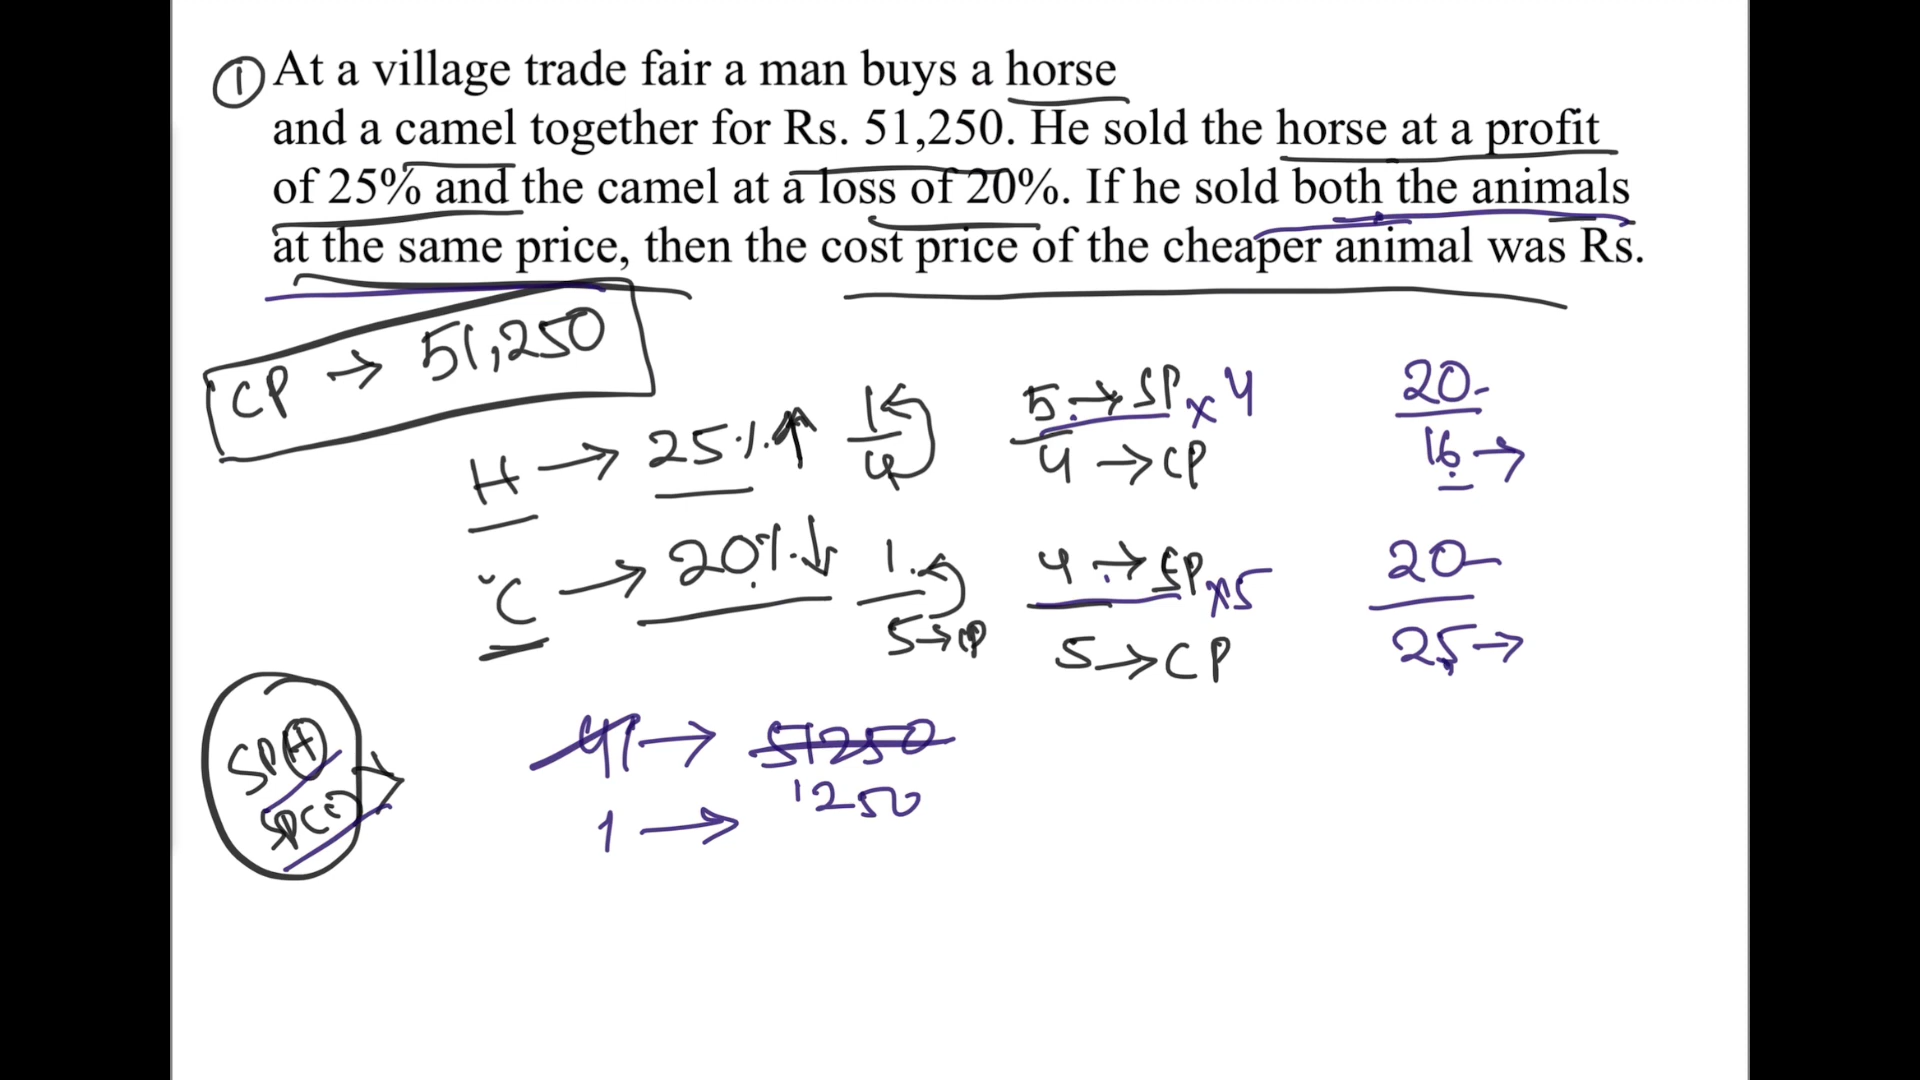 ① At a village trade fair a man buys a horse
and a camel together for Rs. 51,250. He sold the horse at a profit
of 25% and the camel at a loss of 20%. If he sold both the animals
at the same price, then the cost price of the cheaper animal was Rs.
CP → 51,250
H → 25%↑ 1/4 5 → SP x 4 20
4 → CP 16 →
C → 20%↓ 1/5 → CP 4 → SP x5 20
5 → CP 25 →
SPH
SPC
41 → 51250
1 → 1250